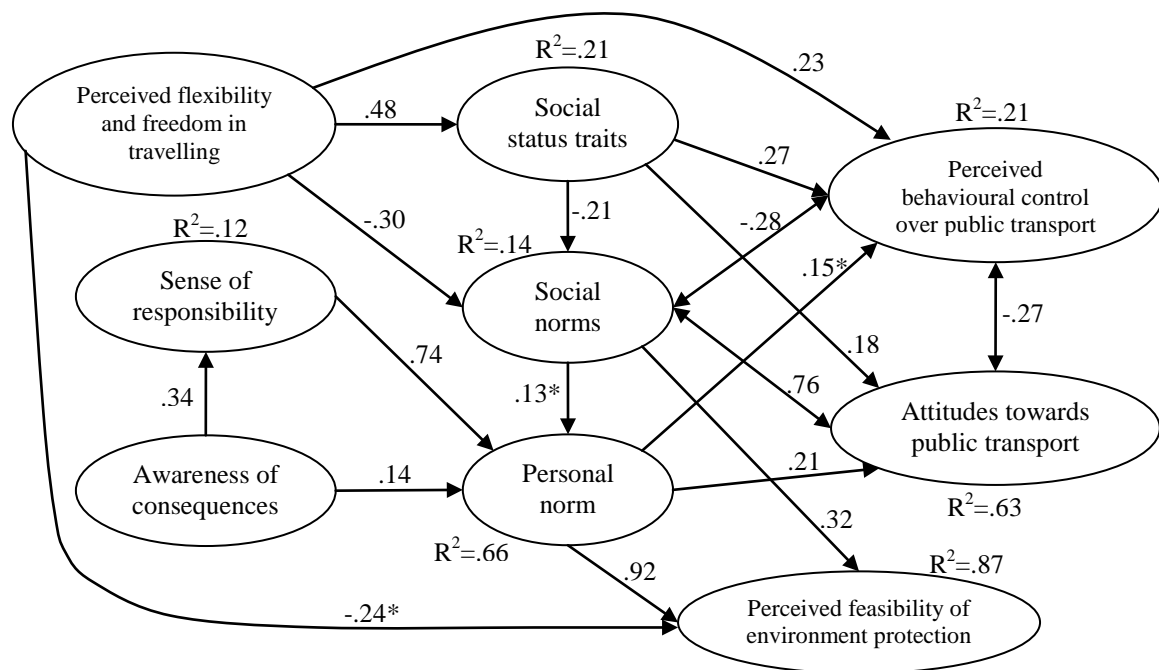 R²=.21
.23
Perceived flexibility
and freedom in
travelling
.48
Social
status traits
R²=.21
.27
Perceived
behavioural control
over public transport
-.30
-.21
-.28
R²=.12
R²=.14
.15*
Sense of
responsibility
Social
norms
-.27
.74
.18
.34
.13*
.76
Attitudes towards
public transport
Awareness of
consequences
.14
Personal
norm
.21
R²=.63
.32
R²=.66
.92
R²=.87
-.24*
Perceived feasibility of
environment protection